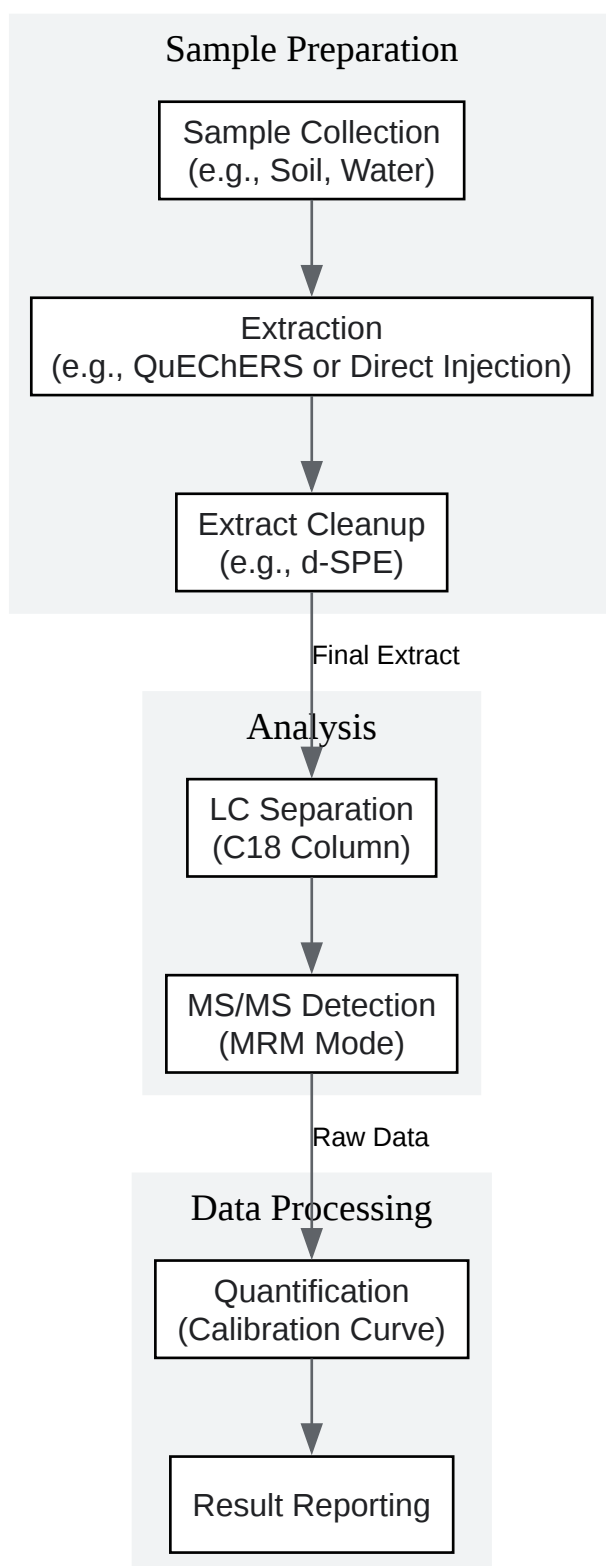 Sample Preparation
Sample Collection
(e.g., Soil, Water)
Extraction
(e.g., QuEChERS or Direct Injection)
Extract Cleanup
(e.g., d-SPE)
Final Extract
Analysis
LC Separation
(C18 Column)
MS/MS Detection
(MRM Mode)
Raw Data
Data Processing
Quantification
(Calibration Curve)
Result Reporting